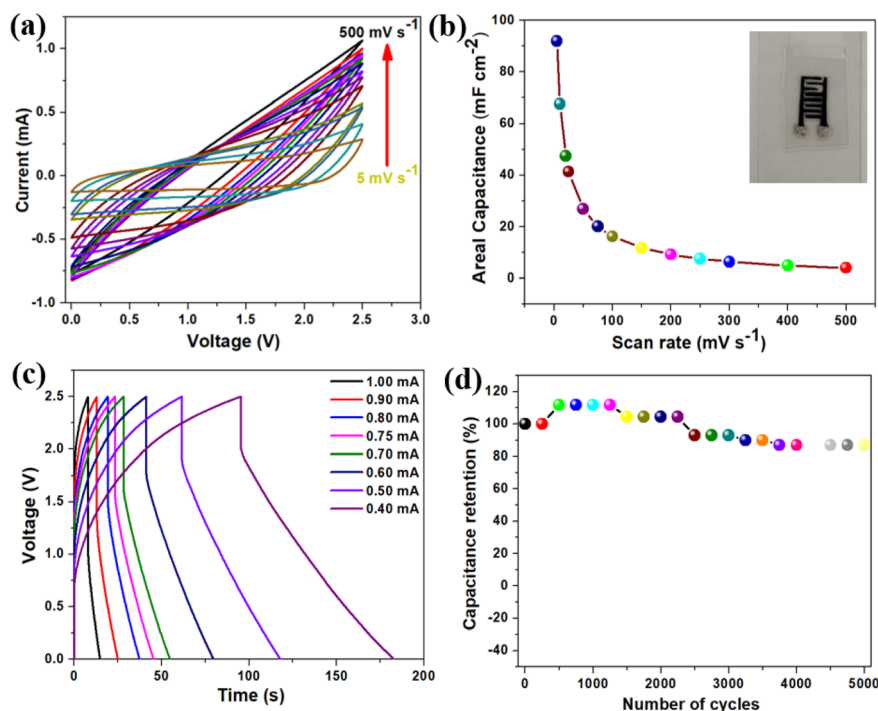 (a)
500 mV s⁻¹
5 mV s⁻¹
Current (mA)
1.0
0.5
0.0
-0.5
-1.0
0.0 0.5 1.0 1.5 2.0 2.5 3.0
Voltage (V)
(b)
Areal Capacitance (mF cm⁻²)
100
80
60
40
20
0
0 100 200 300 400 500
Scan rate (mV s⁻¹)
(c)
Voltage (V)
2.5
2.0
1.5
1.0
0.5
0.0
1.00 mA
0.90 mA
0.80 mA
0.75 mA
0.70 mA
0.60 mA
0.50 mA
0.40 mA
0 25 50 75 100 125 150 175 200
Time (s)
(d)
Capacitance retention (%)
120
100
80
60
40
20
0
-20
-40
0 1000 2000 3000 4000 5000
Number of cycles